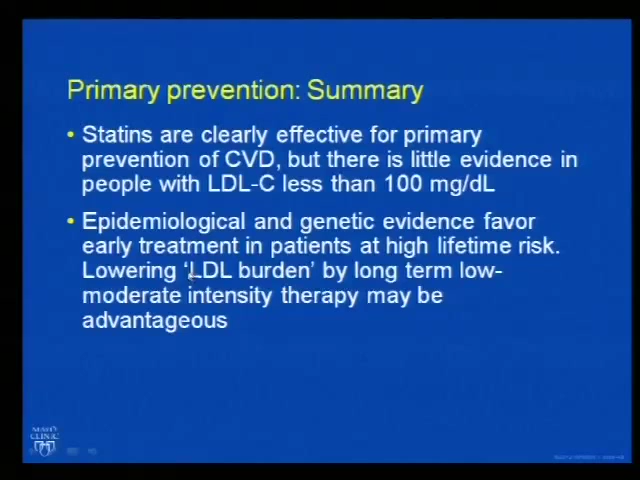 Primary prevention: Summary
• Statins are clearly effective for primary
prevention of CVD, but there is little evidence in
people with LDL-C less than 100 mg/dL
• Epidemiological and genetic evidence favor
early treatment in patients at high lifetime risk.
Lowering ‘LDL burden’ by long term low-
moderate intensity therapy may be
advantageous
MAYO
CLINIC